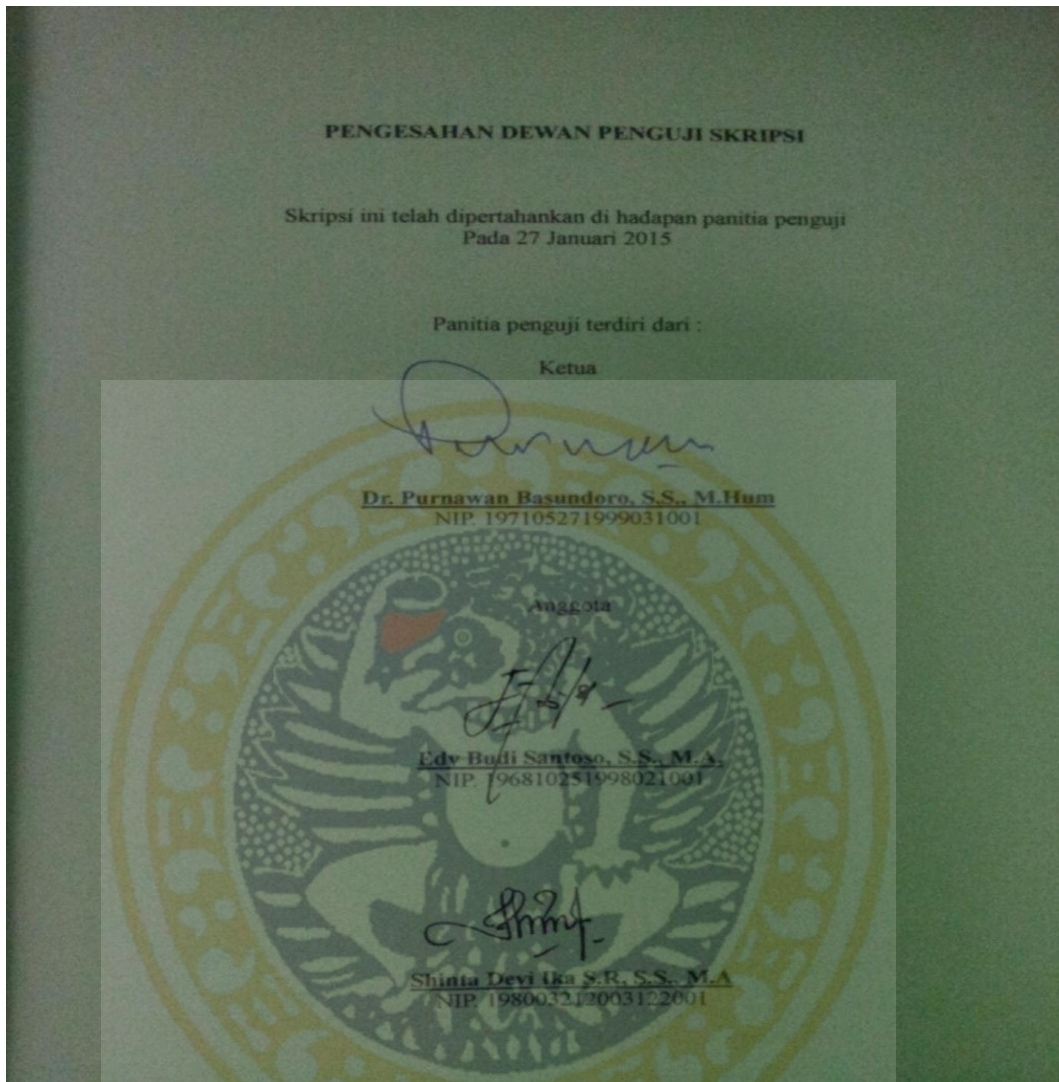 PENGESAHAN DEWAN PENGUJI SKRIPSI
Skripsi ini telah dipertahankan di hadapan panitia penguji
Pada 27 Januari 2015
Panitia penguji terdiri dari :
Ketua
Dr. Purnawan Basundoro, S.S., M.Hum
NIP. 197105271999031001
Anggota
Edy Budi Santoso, S.S., M.A.
NIP. 196810251998021001
Shinta Devi Ika S.R, S.S., M.A
NIP. 198003212003122001